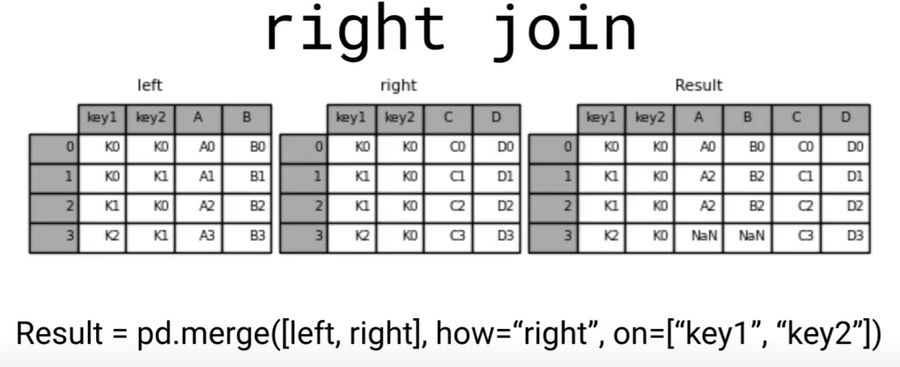 right join
left right Result
key1 key2 A B key1 key2 C D key1 key2 A B C D
0 K0 K0 A0 B0 0 K0 K0 C0 D0 0 K0 K0 A0 B0 C0 D0
1 K0 K1 A1 B1 1 K1 K0 C1 D1 1 K1 K0 A2 B2 C1 D1
2 K1 K0 A2 B2 2 K1 K0 C2 D2 2 K1 K0 A2 B2 C2 D2
3 K2 K1 A3 B3 3 K2 K0 C3 D3 3 K2 K0 NaN NaN C3 D3
Result = pd.merge([left, right], how=“right”, on=[“key1”, “key2”])